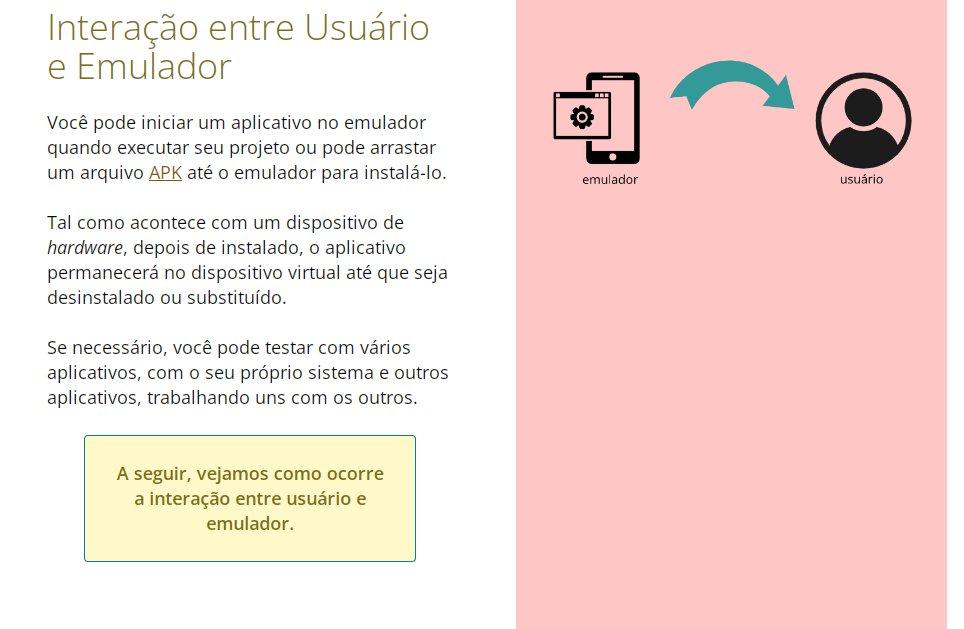 Interação entre Usuário
e Emulador
Você pode iniciar um aplicativo no emulador
quando executar seu projeto ou pode arrastar
um arquivo APK até o emulador para instalá-lo.
Tal como acontece com um dispositivo de
hardware, depois de instalado, o aplicativo
permanecerá no dispositivo virtual até que seja
desinstalado ou substituído.
Se necessário, você pode testar com vários
aplicativos, com o seu próprio sistema e outros
aplicativos, trabalhando uns com os outros.
A seguir, vejamos como ocorre
a interação entre usuário e
emulador.
emulador
usuário